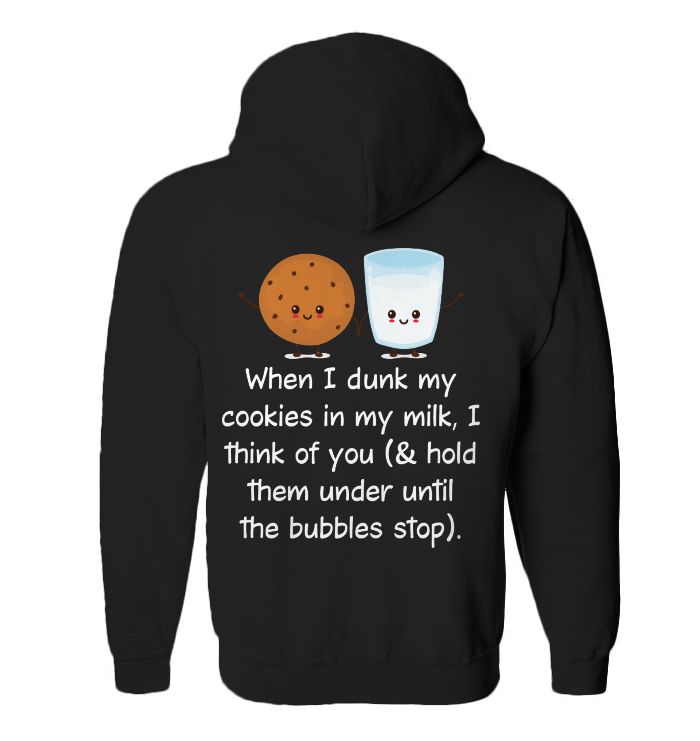 When I dunk my
cookies in my milk, I
think of you (& hold
them under until
the bubbles stop).